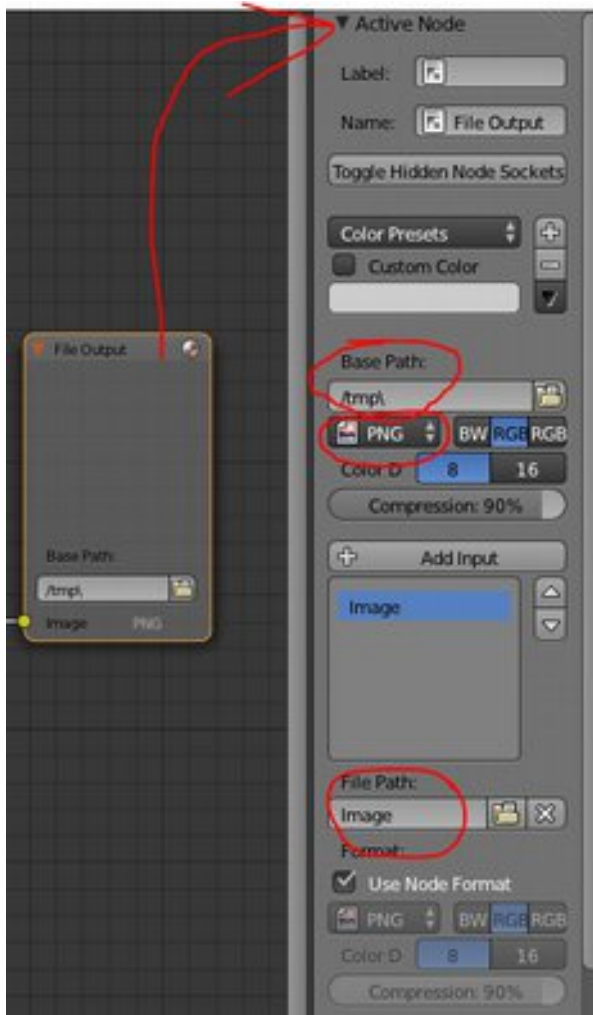 Active Node
Label:
Name: File Output
Toggle Hidden Node Sockets
Color Presets
Custom Color
File Output
Base Path:
/tmp\
PNG BW RGB RGB
Color D 8 16
Compression: 90%
Base Path:
/tmp\
Image PNG
Add Input
Image
File Path:
Image
Format:
Use Node Format
PNG BW RGB RGB
Color D 8 16
Compression: 90%